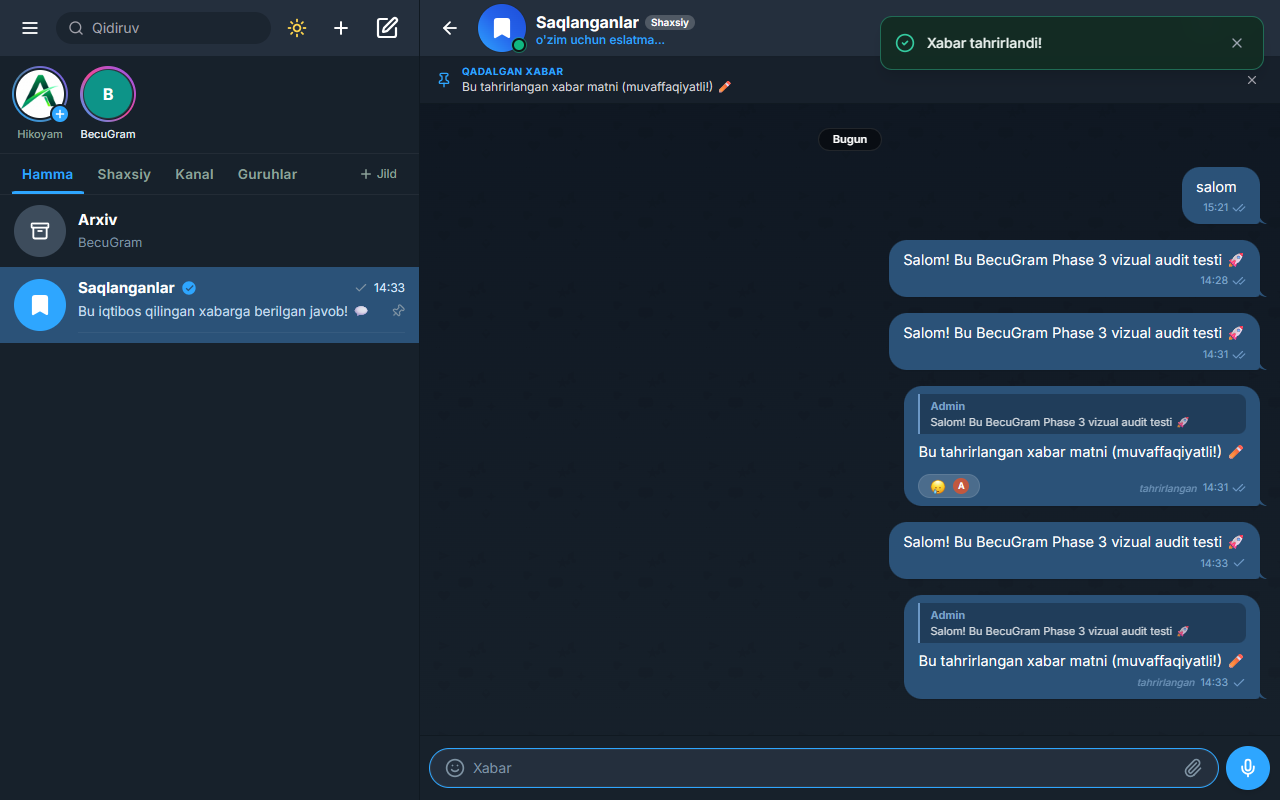 Qidiruv
Hikoyam
B
BecuGram
Hamma
Shaxsiy
Kanal
Guruhlar
+ Jild
Arxiv
BecuGram
Saqlanganlar
14:33
Bu iqtibos qilingan xabarga berilgan javob! 💬
Saqlanganlar Shaxsiy
o'zim uchun eslatma...
Xabar tahrirlandi!
QADALGAN XABAR
Bu tahrirlangan xabar matni (muvaffaqiyatli!) ✏️
Bugun
salom
15:21
Salom! Bu BecuGram Phase 3 vizual audit testi 🚀
14:28
Salom! Bu BecuGram Phase 3 vizual audit testi 🚀
14:31
Admin
Salom! Bu BecuGram Phase 3 vizual audit testi 🚀
Bu tahrirlangan xabar matni (muvaffaqiyatli!) ✏️
A
tahrirlangan 14:31
Salom! Bu BecuGram Phase 3 vizual audit testi 🚀
14:33
Admin
Salom! Bu BecuGram Phase 3 vizual audit testi 🚀
Bu tahrirlangan xabar matni (muvaffaqiyatli!) ✏️
tahrirlangan 14:33
Xabar